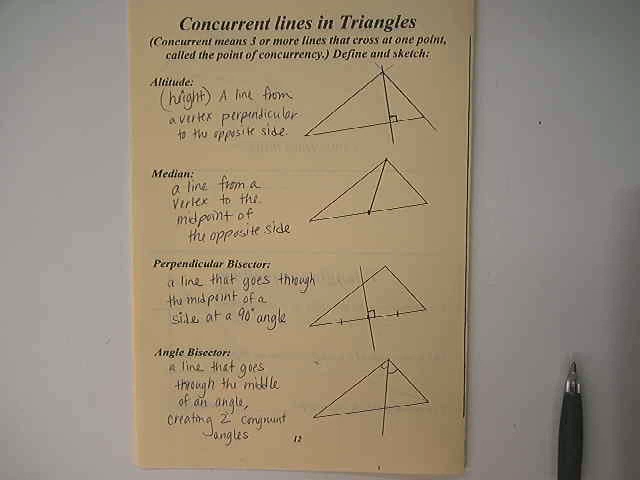 Concurrent lines in Triangles
(Concurrent means 3 or more lines that cross at one point,
called the point of concurrency.) Define and sketch:
Altitude:
(height) A line from
a vertex perpendicular
to the opposite side.
Median:
a line from a
vertex to the
midpoint of
the opposite side
Perpendicular Bisector:
a line that goes through
the midpoint of a
side at a 90° angle
Angle Bisector:
a line that goes
through the middle
of an angle,
creating 2 congruent
angles
12